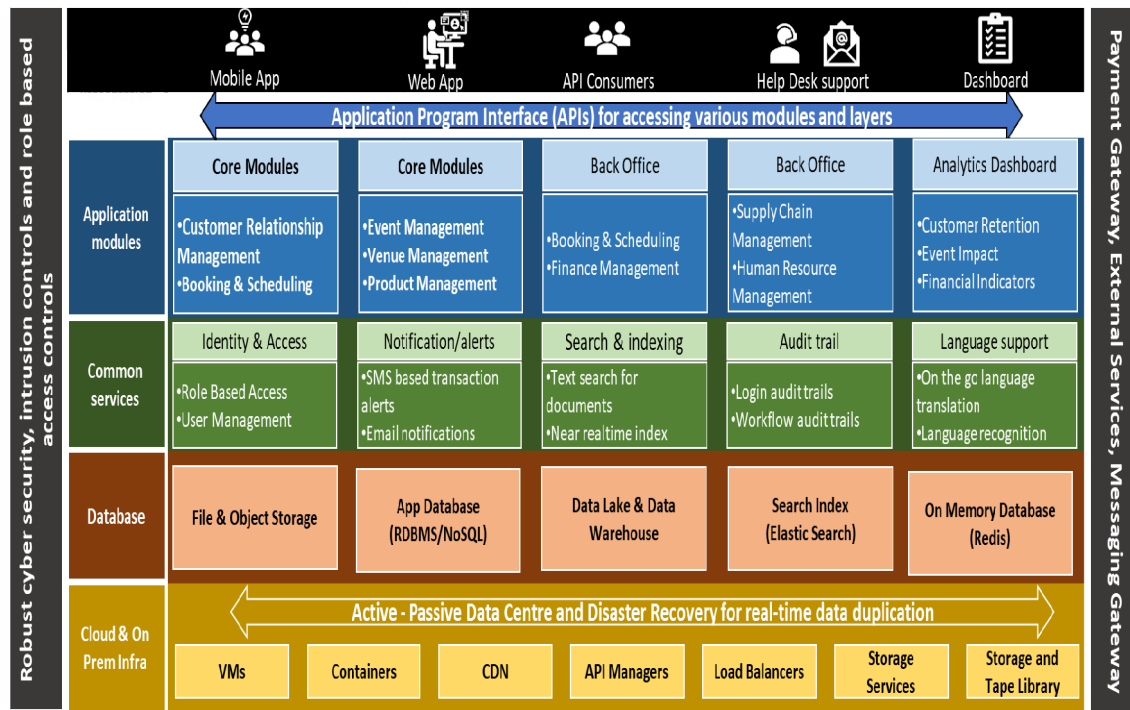 Robust cyber security, intrusion controls and role based
access controls
Mobile App
Web App
API Consumers
Help Desk support
Dashboard
Application Program Interface (APIs) for accessing various modules and layers
Application
modules
Core Modules
•Customer Relationship
Management
•Booking & Scheduling
Core Modules
•Event Management
•Venue Management
•Product Management
Back Office
•Booking & Scheduling
•Finance Management
Back Office
•Supply Chain
Management
•Human Resource
Management
Analytics Dashboard
•Customer Retention
•Event Impact
•Financial Indicators
Common
services
Identity & Access
•Role Based Access
•User Management
Notification/alerts
•SMS based transaction
alerts
•Email notifications
Search & indexing
•Text search for
documents
•Near realtime index
Audit trail
•Login audit trails
•Workflow audit trails
Language support
•On the gc language
translation
•Language recognition
Database
File & Object Storage
App Database
(RDBMS/NoSQL)
Data Lake & Data
Warehouse
Search Index
(Elastic Search)
On Memory Database
(Redis)
Cloud & On
Prem Infra
Active - Passive Data Centre and Disaster Recovery for real-time data duplication
VMs
Containers
CDN
API Managers
Load Balancers
Storage
Services
Storage and
Tape Library
Payment Gateway, External Services, Messaging Gateway